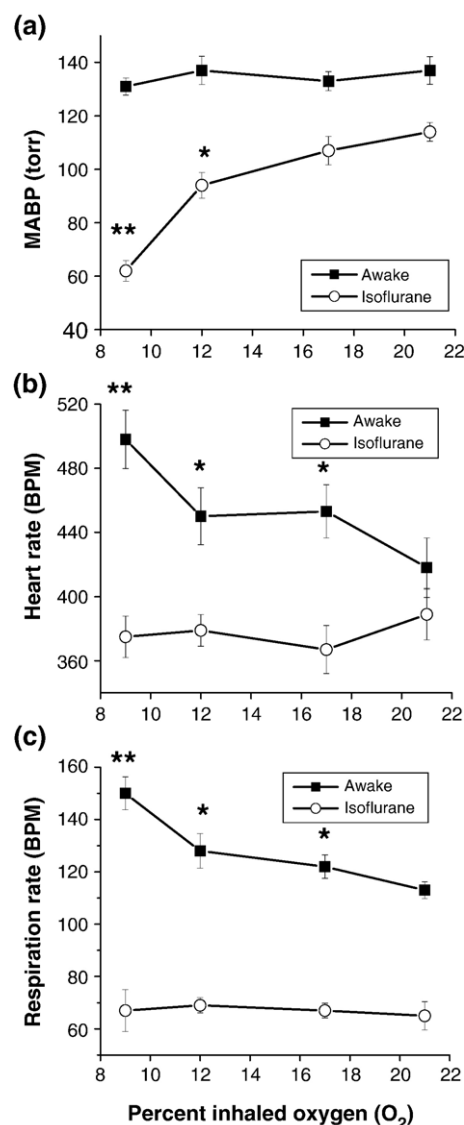 (a)
140
120
100
80
60
40
MABP (torr)
**
*
Awake
Isoflurane
8 10 12 14 16 18 20 22
(b)
520
480
440
400
360
Heart rate (BPM)
**
*
*
Awake
Isoflurane
8 10 12 14 16 18 20 22
(c)
160
140
120
100
80
60
Respiration rate (BPM)
**
*
*
Awake
Isoflurane
8 10 12 14 16 18 20 22
Percent inhaled oxygen (O₂)